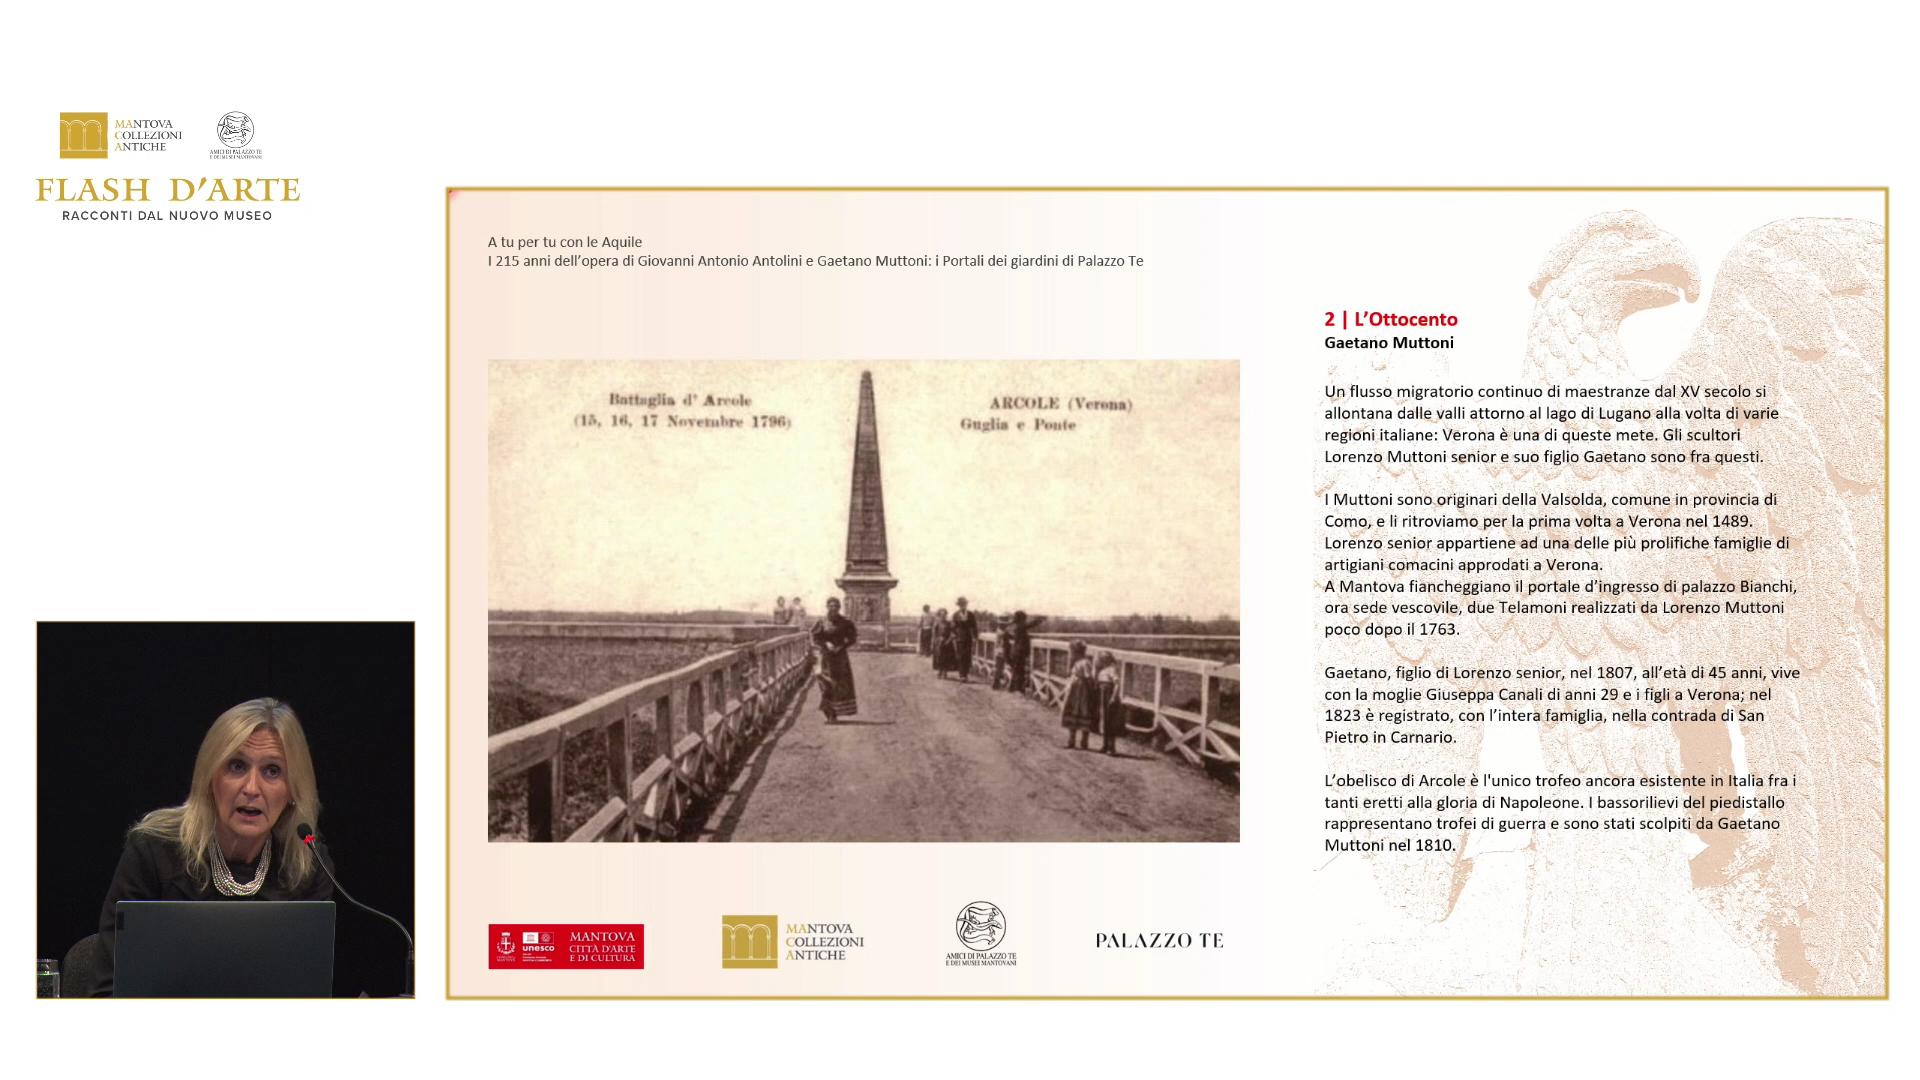 MANTOVA
COLLEZIONI
ANTICHE
AMICI DI PALAZZO TE
E DEI MUSEI MANTOVANI
FLASH D'ARTE
RACCONTI DAL NUOVO MUSEO
A tu per tu con le Aquile
I 215 anni dell'opera di Giovanni Antonio Antolini e Gaetano Muttoni: i Portali dei giardini di Palazzo Te
Battaglia d' Arcole
(15, 16, 17 Novembre 1796)
ARCOLE (Verona)
Guglia e Ponte
2 | L'Ottocento
Gaetano Muttoni
Un flusso migratorio continuo di maestranze dal XV secolo si
allontana dalle valli attorno al lago di Lugano alla volta di varie
regioni italiane: Verona è una di queste mete. Gli scultori
Lorenzo Muttoni senior e suo figlio Gaetano sono fra questi.
I Muttoni sono originari della Valsolda, comune in provincia di
Como, e li ritroviamo per la prima volta a Verona nel 1489.
Lorenzo senior appartiene ad una delle più prolifiche famiglie di
artigiani comacini approdati a Verona.
A Mantova fiancheggiano il portale d'ingresso di palazzo Bianchi,
ora sede vescovile, due Telamoni realizzati da Lorenzo Muttoni
poco dopo il 1763.
Gaetano, figlio di Lorenzo senior, nel 1807, all'età di 45 anni, vive
con la moglie Giuseppa Canali di anni 29 e i figli a Verona; nel
1823 è registrato, con l'intera famiglia, nella contrada di San
Pietro in Carnario.
L'obelisco di Arcole è l'unico trofeo ancora esistente in Italia fra i
tanti eretti alla gloria di Napoleone. I bassorilievi del piedistallo
rappresentano trofei di guerra e sono stati scolpiti da Gaetano
Muttoni nel 1810.
unesco
MANTOVA
CITTÀ D'ARTE
E DI CULTURA
MANTOVA
COLLEZIONI
ANTICHE
AMICI DI PALAZZO TE
E DEI MUSEI MANTOVANI
PALAZZO TE